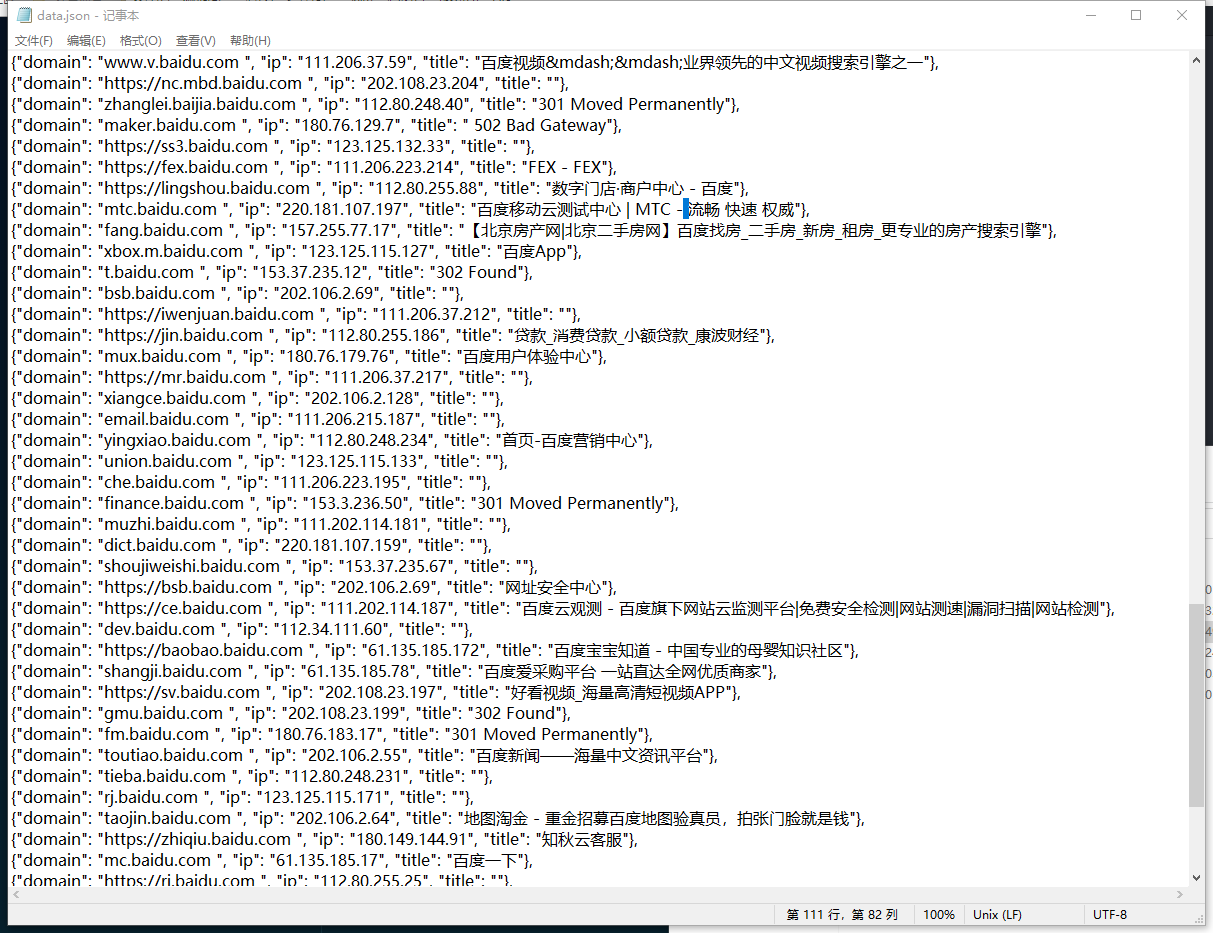 data.json - 记事本
文件(F) 编辑(E) 格式(O) 查看(V) 帮助(H)
{"domain": "www.v.baidu.com ", "ip": "111.206.37.59", "title": "百度视频&mdash;&mdash;业界领先的中文视频搜索引擎之一"},
{"domain": "https://nc.mbd.baidu.com ", "ip": "202.108.23.204", "title": ""},
{"domain": "zhanglei.baijia.baidu.com ", "ip": "112.80.248.40", "title": "301 Moved Permanently"},
{"domain": "maker.baidu.com ", "ip": "180.76.129.7", "title": " 502 Bad Gateway"},
{"domain": "https://ss3.baidu.com ", "ip": "123.125.132.33", "title": ""},
{"domain": "https://fex.baidu.com ", "ip": "111.206.223.214", "title": "FEX - FEX"},
{"domain": "https://lingshou.baidu.com ", "ip": "112.80.255.88", "title": "数字门店·商户中心 - 百度"},
{"domain": "mtc.baidu.com ", "ip": "220.181.107.197", "title": "百度移动云测试中心 | MTC - 流畅 快速 权威"},
{"domain": "fang.baidu.com ", "ip": "157.255.77.17", "title": "【北京房产网|北京二手房网】百度找房_二手房_新房_租房_更专业的房产搜索引擎"},
{"domain": "xbox.m.baidu.com ", "ip": "123.125.115.127", "title": "百度App"},
{"domain": "t.baidu.com ", "ip": "153.37.235.12", "title": "302 Found"},
{"domain": "bsb.baidu.com ", "ip": "202.106.2.69", "title": ""},
{"domain": "https://iwenjuan.baidu.com ", "ip": "111.206.37.212", "title": ""},
{"domain": "https://jin.baidu.com ", "ip": "112.80.255.186", "title": "贷款_消费贷款_小额贷款_康波财经"},
{"domain": "mux.baidu.com ", "ip": "180.76.179.76", "title": "百度用户体验中心"},
{"domain": "https://mr.baidu.com ", "ip": "111.206.37.217", "title": ""},
{"domain": "xiangce.baidu.com ", "ip": "202.106.2.128", "title": ""},
{"domain": "email.baidu.com ", "ip": "111.206.215.187", "title": ""},
{"domain": "yingxiao.baidu.com ", "ip": "112.80.248.234", "title": "首页-百度营销中心"},
{"domain": "union.baidu.com ", "ip": "123.125.115.133", "title": ""},
{"domain": "che.baidu.com ", "ip": "111.206.223.195", "title": ""},
{"domain": "finance.baidu.com ", "ip": "153.3.236.50", "title": "301 Moved Permanently"},
{"domain": "muzhi.baidu.com ", "ip": "111.202.114.181", "title": ""},
{"domain": "dict.baidu.com ", "ip": "220.181.107.159", "title": ""},
{"domain": "shoujiweishi.baidu.com ", "ip": "153.37.235.67", "title": ""},
{"domain": "https://bsb.baidu.com ", "ip": "202.106.2.69", "title": "网址安全中心"},
{"domain": "https://ce.baidu.com ", "ip": "111.202.114.187", "title": "百度云观测 - 百度旗下网站云监测平台|免费安全检测|网站测速|漏洞扫描|网站检测"},
{"domain": "dev.baidu.com ", "ip": "112.34.111.60", "title": ""},
{"domain": "https://baobao.baidu.com ", "ip": "61.135.185.172", "title": "百度宝宝知道 - 中国专业的母婴知识社区"},
{"domain": "shangji.baidu.com ", "ip": "61.135.185.78", "title": "百度爱采购平台 一站直达全网优质商家"},
{"domain": "https://sv.baidu.com ", "ip": "202.108.23.197", "title": "好看视频_海量高清短视频APP"},
{"domain": "gmu.baidu.com ", "ip": "202.108.23.199", "title": "302 Found"},
{"domain": "fm.baidu.com ", "ip": "180.76.183.17", "title": "301 Moved Permanently"},
{"domain": "toutiao.baidu.com ", "ip": "202.106.2.55", "title": "百度新闻——海量中文资讯平台"},
{"domain": "tieba.baidu.com ", "ip": "112.80.248.231", "title": ""},
{"domain": "rj.baidu.com ", "ip": "123.125.115.171", "title": ""},
{"domain": "taojin.baidu.com ", "ip": "202.106.2.64", "title": "地图淘金 - 重金招募百度地图验真员，拍张门脸就是钱"},
{"domain": "https://zhiqiu.baidu.com ", "ip": "180.149.144.91", "title": "知秋云客服"},
{"domain": "mc.baidu.com ", "ip": "61.135.185.17", "title": "百度一下"},
{"domain": "https://rj.baidu.com ", "ip": "112.80.255.25", "title": ""},
第 111 行，第 82 列 100% Unix (LF) UTF-8